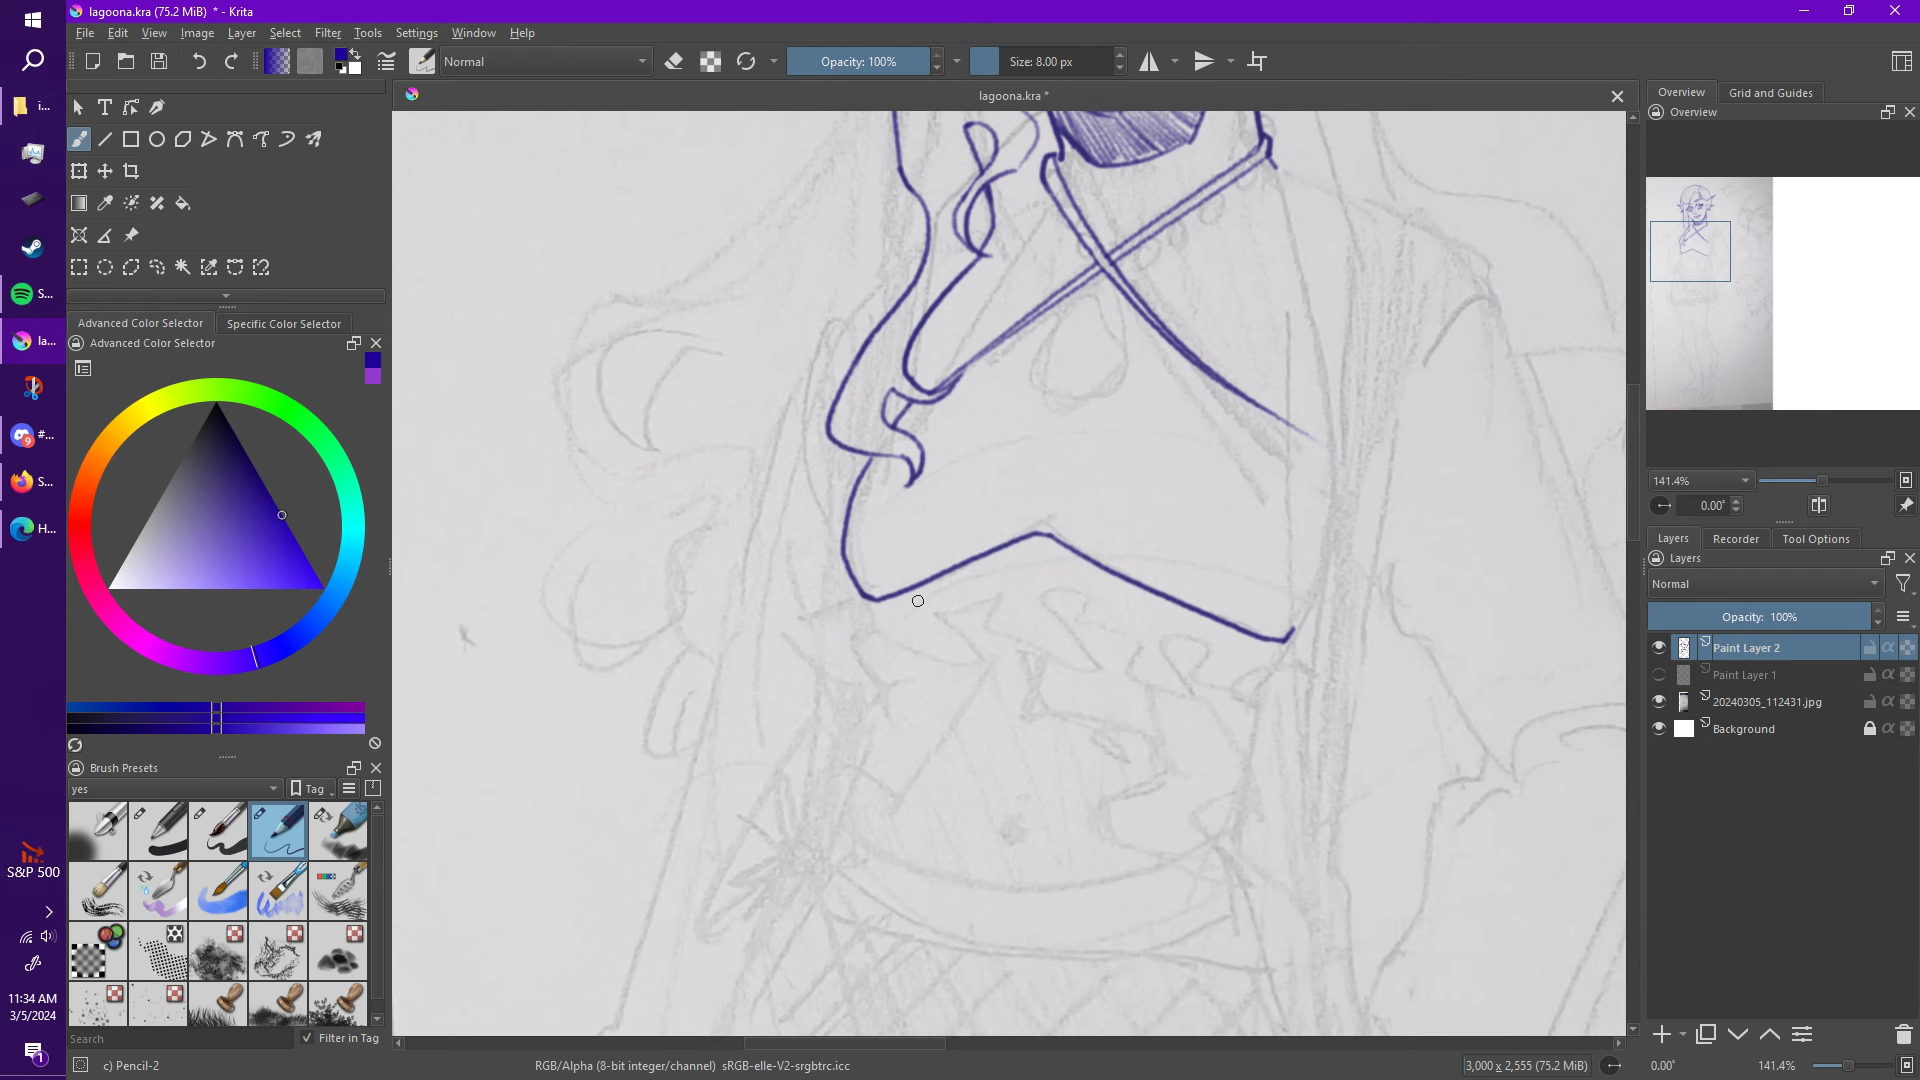 lagoona.kra (75.2 MiB) * - Krita
File Edit View Image Layer Select Filter Tools Settings Window Help
Normal
Opacity: 100%
Size: 8.00 px
lagoona.kra *
Overview
Grid and Guides
Overview
i...
S...
la...
#...
9
S...
H...
S&P 500
11:34 AM
3/5/2024
1
Advanced Color Selector
Specific Color Selector
Advanced Color Selector
Brush Presets
yes
Tag
Search
Filter in Tag
c) Pencil-2
RGB/Alpha (8-bit integer/channel) sRGB-elle-V2-srgbtrc.icc
3,000 x 2,555 (75.2 MiB)
0.00°
141.4%
141.4%
0.00°
Layers
Recorder
Tool Options
Layers
Normal
Opacity: 100%
Paint Layer 2
Paint Layer 1
20240305_112431.jpg
Background